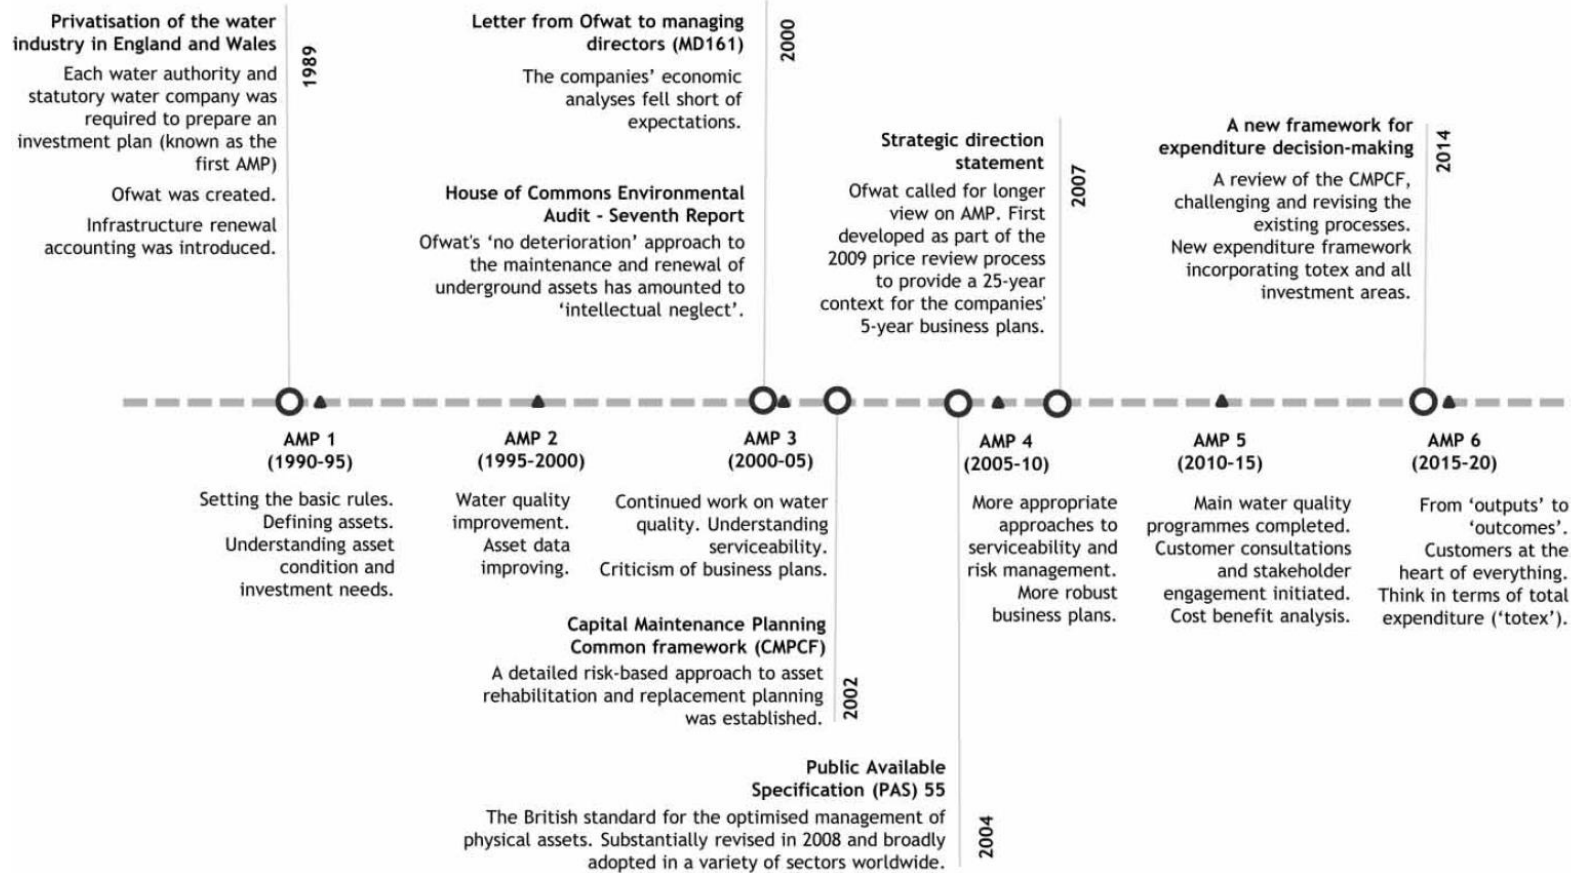 Privatisation of the water
industry in England and Wales
1989
Each water authority and
statutory water company was
required to prepare an
investment plan (known as the
first AMP)
Ofwat was created.
Infrastructure renewal
accounting was introduced.
Letter from Ofwat to managing
directors (MD161)
2000
The companies’ economic
analyses fell short of
expectations.
House of Commons Environmental
Audit - Seventh Report
Ofwat's ‘no deterioration’ approach to
the maintenance and renewal of
underground assets has amounted to
‘intellectual neglect’.
Strategic direction
statement
2007
Ofwat called for longer
view on AMP. First
developed as part of the
2009 price review process
to provide a 25-year
context for the companies'
5-year business plans.
A new framework for
expenditure decision-making
2014
A review of the CMPCF,
challenging and revising the
existing processes.
New expenditure framework
incorporating totex and all
investment areas.
AMP 1
(1990-95)
Setting the basic rules.
Defining assets.
Understanding asset
condition and
investment needs.
AMP 2
(1995-2000)
Water quality
improvement.
Asset data
improving.
AMP 3
(2000-05)
Continued work on water
quality. Understanding
serviceability.
Criticism of business plans.
AMP 4
(2005-10)
More appropriate
approaches to
serviceability and
risk management.
More robust
business plans.
AMP 5
(2010-15)
Main water quality
programmes completed.
Customer consultations
and stakeholder
engagement initiated.
Cost benefit analysis.
AMP 6
(2015-20)
From ‘outputs’ to
‘outcomes’.
Customers at the
heart of everything.
Think in terms of total
expenditure (‘totex’).
Capital Maintenance Planning
Common framework (CMPCF)
A detailed risk-based approach to asset
rehabilitation and replacement planning
was established.
2002
Public Available
Specification (PAS) 55
The British standard for the optimised management of
physical assets. Substantially revised in 2008 and broadly
adopted in a variety of sectors worldwide.
2004